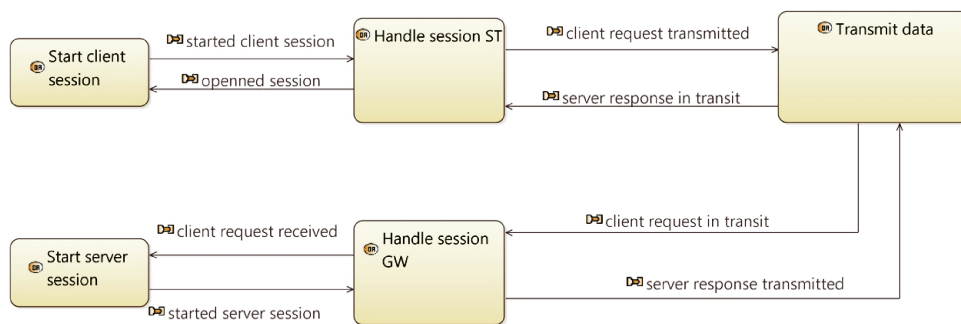 Start client
session
started client session
openned session
Handle session ST
client request transmitted
server response in transit
Transmit data
Start server
session
client request received
started server session
Handle session
GW
client request in transit
server response transmitted